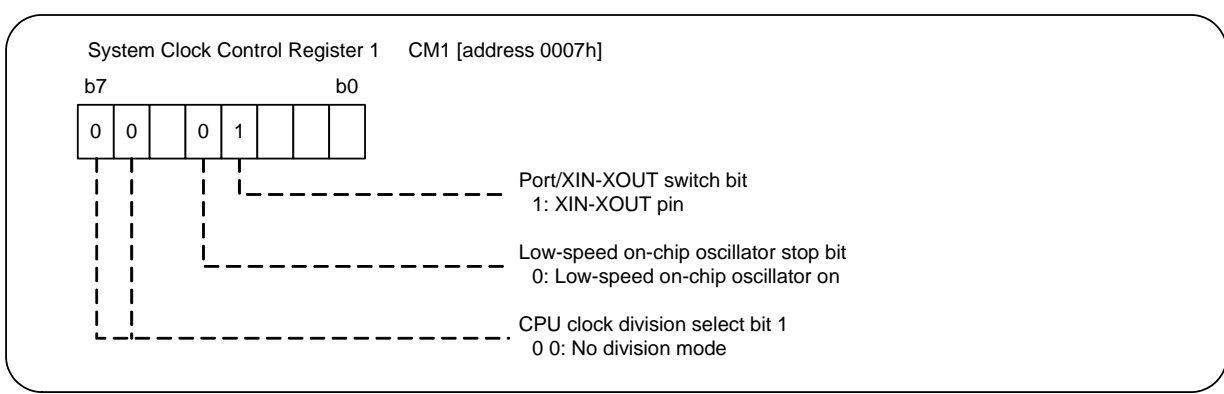 System Clock Control Register 1 CM1 [address 0007h]
b7 b0
0 0 0 1
Port/XIN-XOUT switch bit
1: XIN-XOUT pin
Low-speed on-chip oscillator stop bit
0: Low-speed on-chip oscillator on
CPU clock division select bit 1
0 0: No division mode